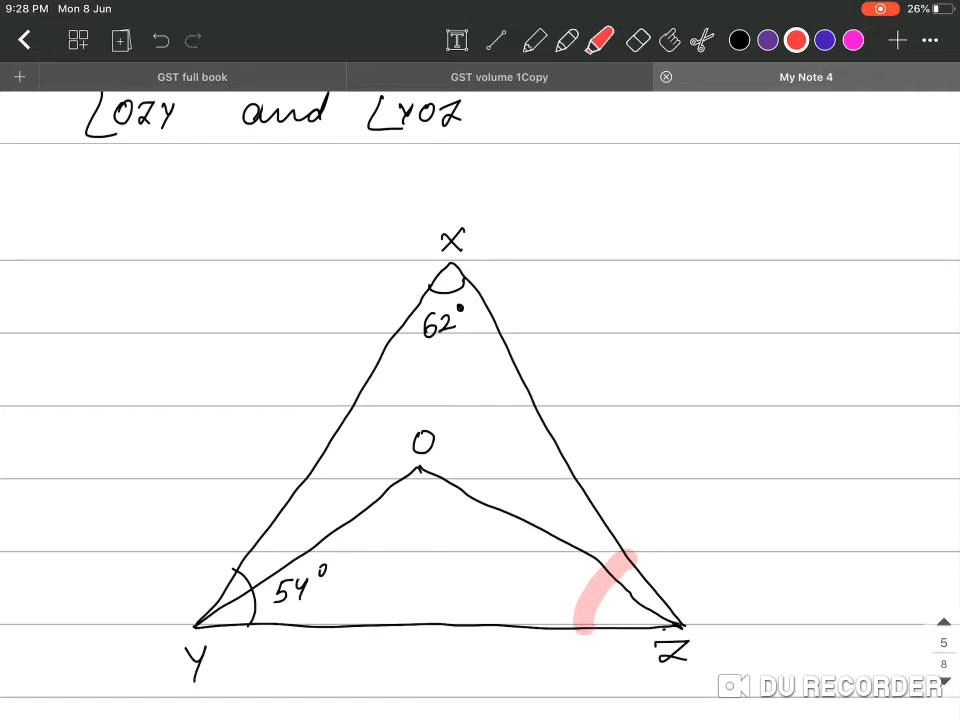 9:28 PM Mon 8 Jun 26%
GST full book GST volume 1Copy My Note 4
∠OZY and ∠YOZ
X
62°
O
54°
Y Z
5
8
DU RECORDER